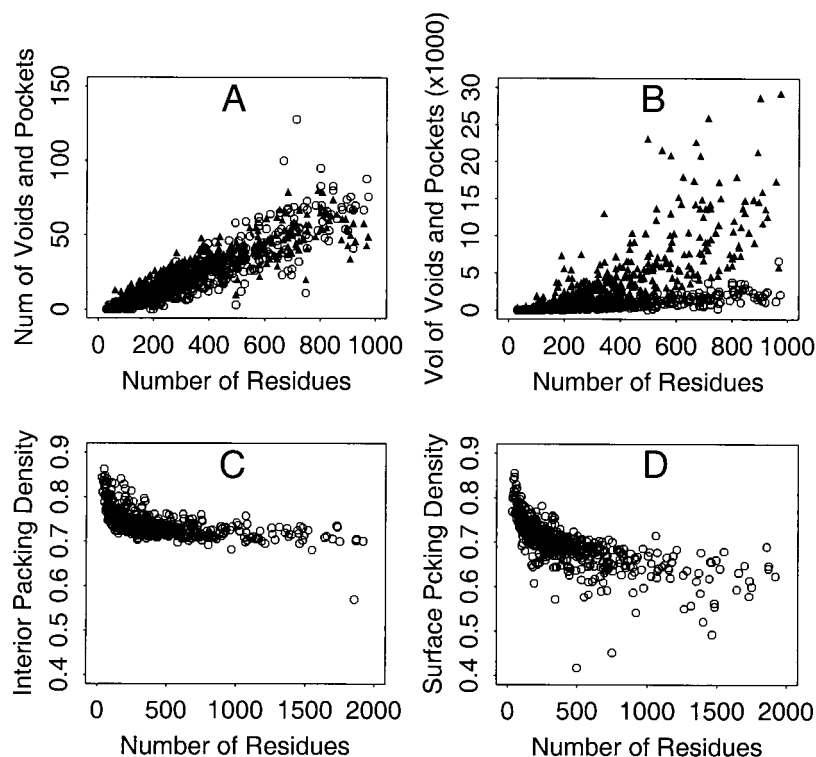 A
Num of Voids and Pockets
150
100
50
0
0 200 400 600 800 1000
Number of Residues
B
Vol of Voids and Pockets (x1000)
30
25
20
15
10
5
0
0 200 400 600 800 1000
Number of Residues
C
Interior Packing Density
0.9
0.8
0.7
0.6
0.5
0.4
0 500 1000 1500 2000
Number of Residues
D
Surface Pcking Density
0.9
0.8
0.7
0.6
0.5
0.4
0 500 1000 1500 2000
Number of Residues